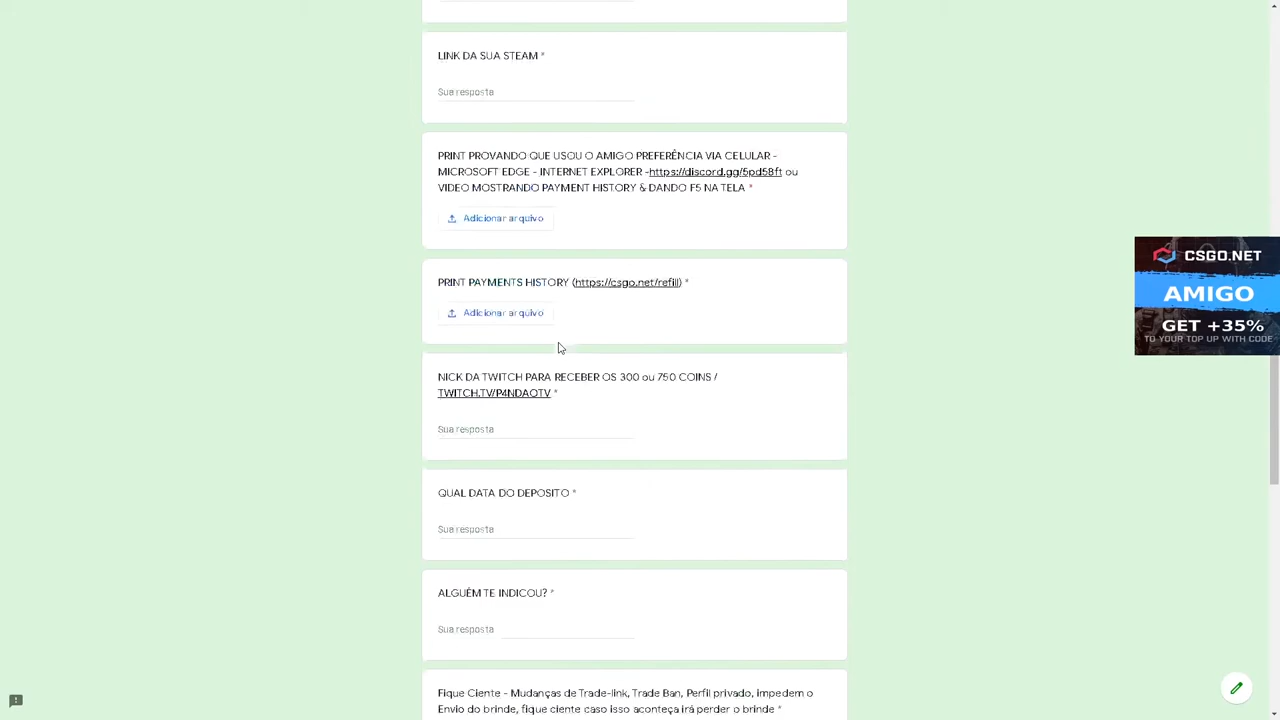 LINK DA SUA STEAM *
Sua resposta
PRINT PROVANDO QUE USOU O AMIGO PREFERÊNCIA VIA CELULAR -
MICROSOFT EDGE - INTERNET EXPLORER -https://discord.gg/5pd58ft ou
VIDEO MOSTRANDO PAYMENT HISTORY & DANDO F5 NA TELA *
Adicionar arquivo
PRINT PAYMENTS HISTORY (https://csgo.net/refill) *
Adicionar arquivo
NICK DA TWITCH PARA RECEBER OS 300 ou 750 COINS /
TWITCH.TV/P4NDAOTV *
Sua resposta
QUAL DATA DO DEPOSITO *
Sua resposta
ALGUÉM TE INDICOU? *
Sua resposta
Fique Ciente - Mudanças de Trade-link, Trade Ban, Perfil privado, impedem o
Envio do brinde, fique ciente caso isso aconteça irá perder o brinde *
CSGO.NET
AMIGO
GET +35%
TO YOUR TOP UP WITH CODE